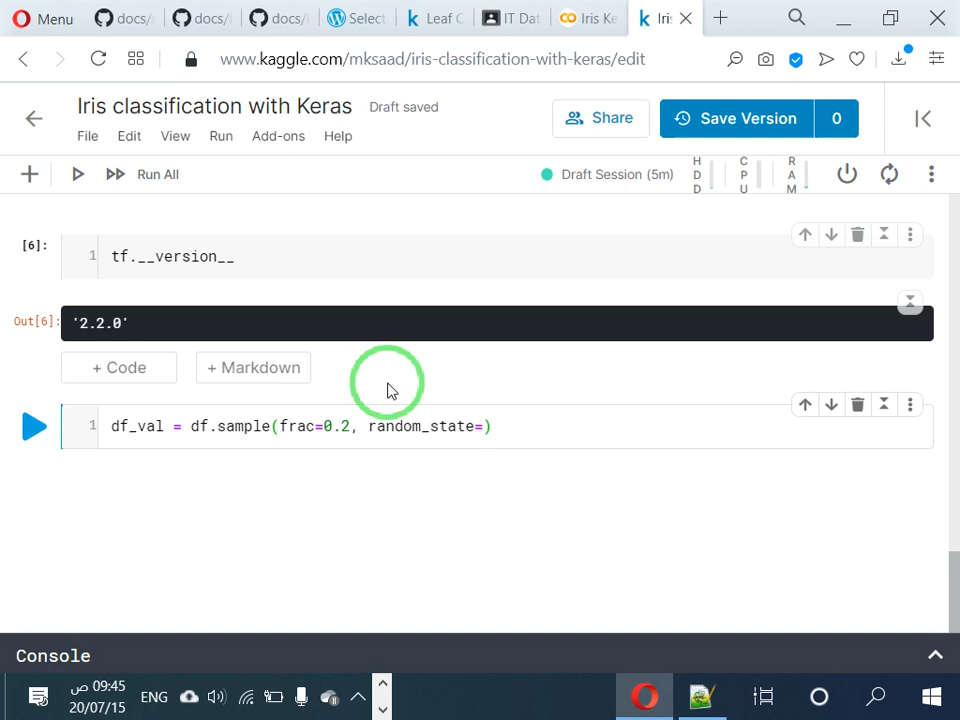 Menu
docs/
docs/
docs/
Select
Leaf C
IT Dat
Iris Ke
Iris
www.kaggle.com/mksaad/iris-classification-with-keras/edit
Iris classification with Keras
Draft saved
File Edit View Run Add-ons Help
Share
Save Version
0
Run All
Draft Session (5m)
HDD
CPU
RAM
[6]:
1
tf.__version__
Out[6]:
'2.2.0'
+ Code
+ Markdown
1
df_val = df.sample(frac=0.2, random_state=)
Console
09:45 ص
20/07/15
ENG